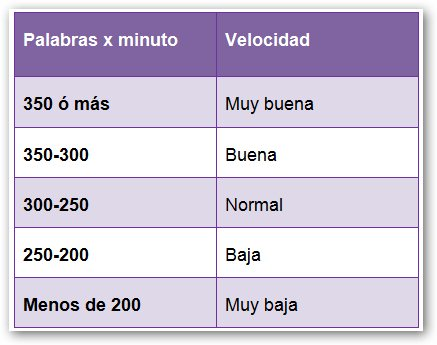 Palabras x minuto Velocidad
350 ó más Muy buena
350-300 Buena
300-250 Normal
250-200 Baja
Menos de 200 Muy baja